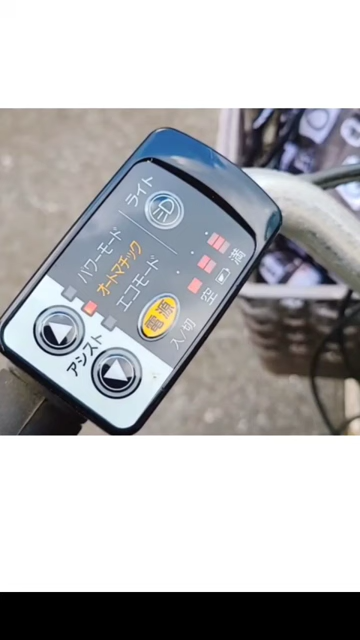 ライト
パワーモード
オートマチック
エコモード
アシスト
電源
入/切
空 満